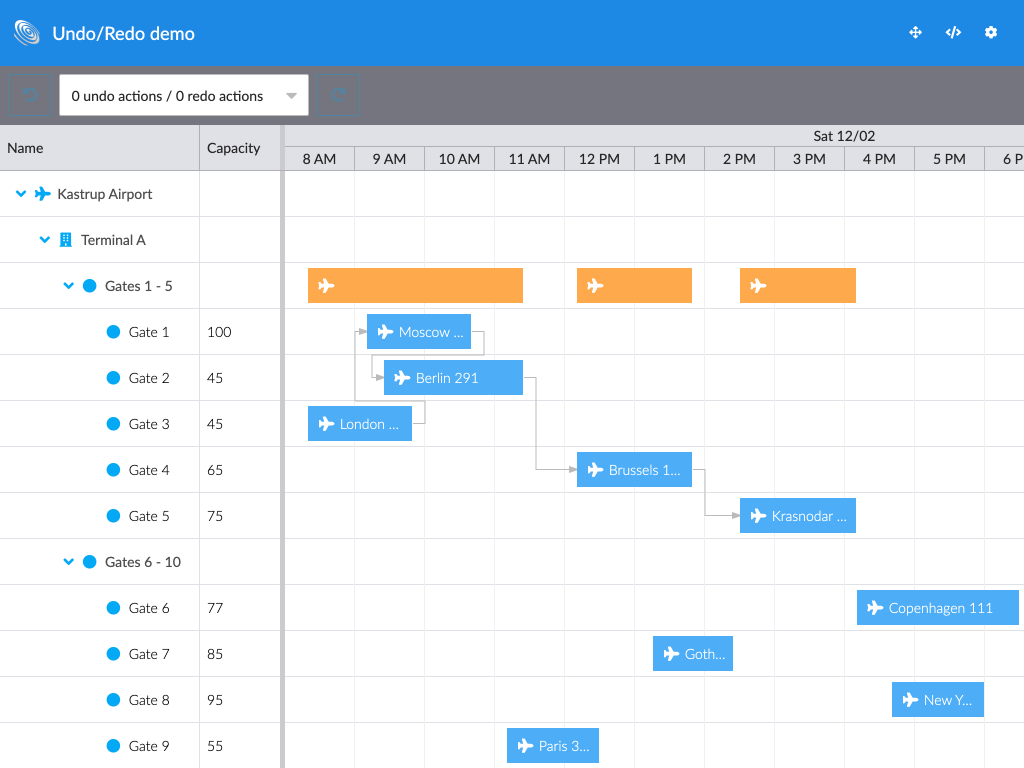 Undo/Redo demo
0 undo actions / 0 redo actions
Name
Capacity
Sat 12/02
8 AM 9 AM 10 AM 11 AM 12 PM 1 PM 2 PM 3 PM 4 PM 5 PM 6 P
Kastrup Airport
Terminal A
Gates 1 - 5
Gate 1 100 Moscow ...
Gate 2 45 Berlin 291
Gate 3 45 London ...
Gate 4 65 Brussels 1...
Gate 5 75 Krasnodar ...
Gates 6 - 10
Gate 6 77 Copenhagen 111
Gate 7 85 Goth...
Gate 8 95 New Y...
Gate 9 55 Paris 3...